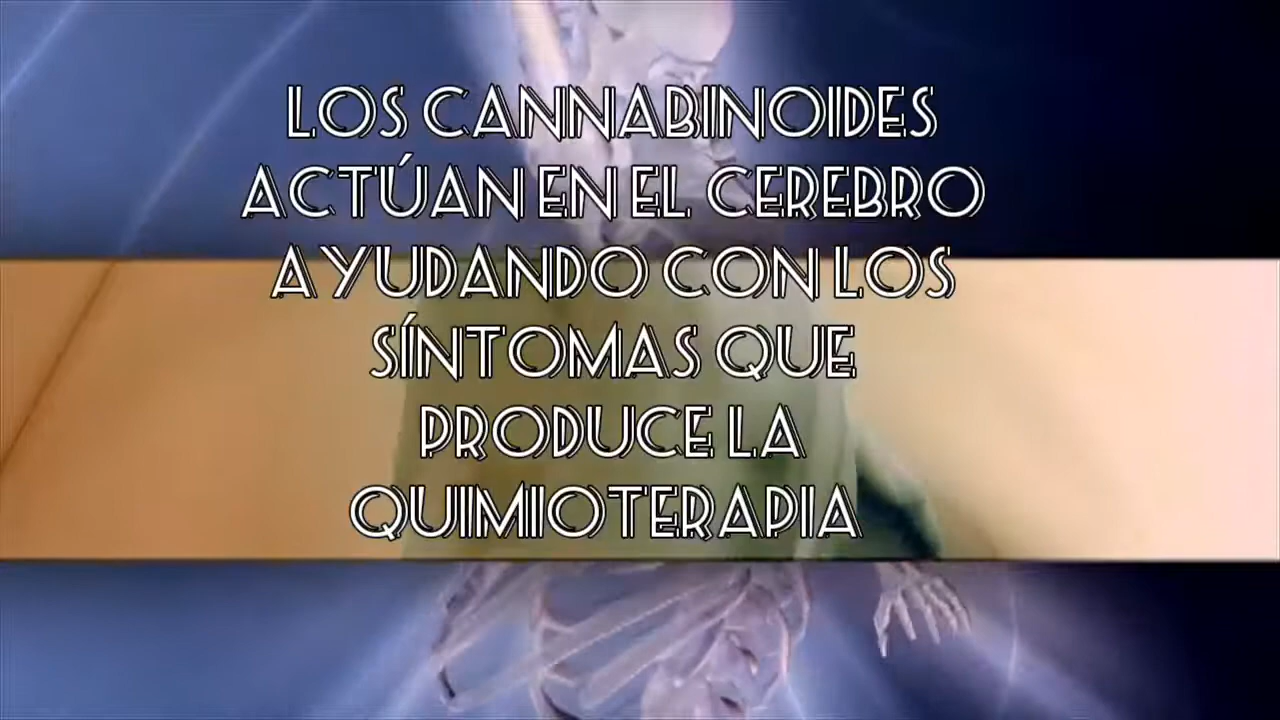 LOS CANNABINOIDES
ACTÚAN EN EL CEREBRO
AYUDANDO CON LOS
SÍNTOMAS QUE
PRODUCE LA
QUIMIOTERAPIA